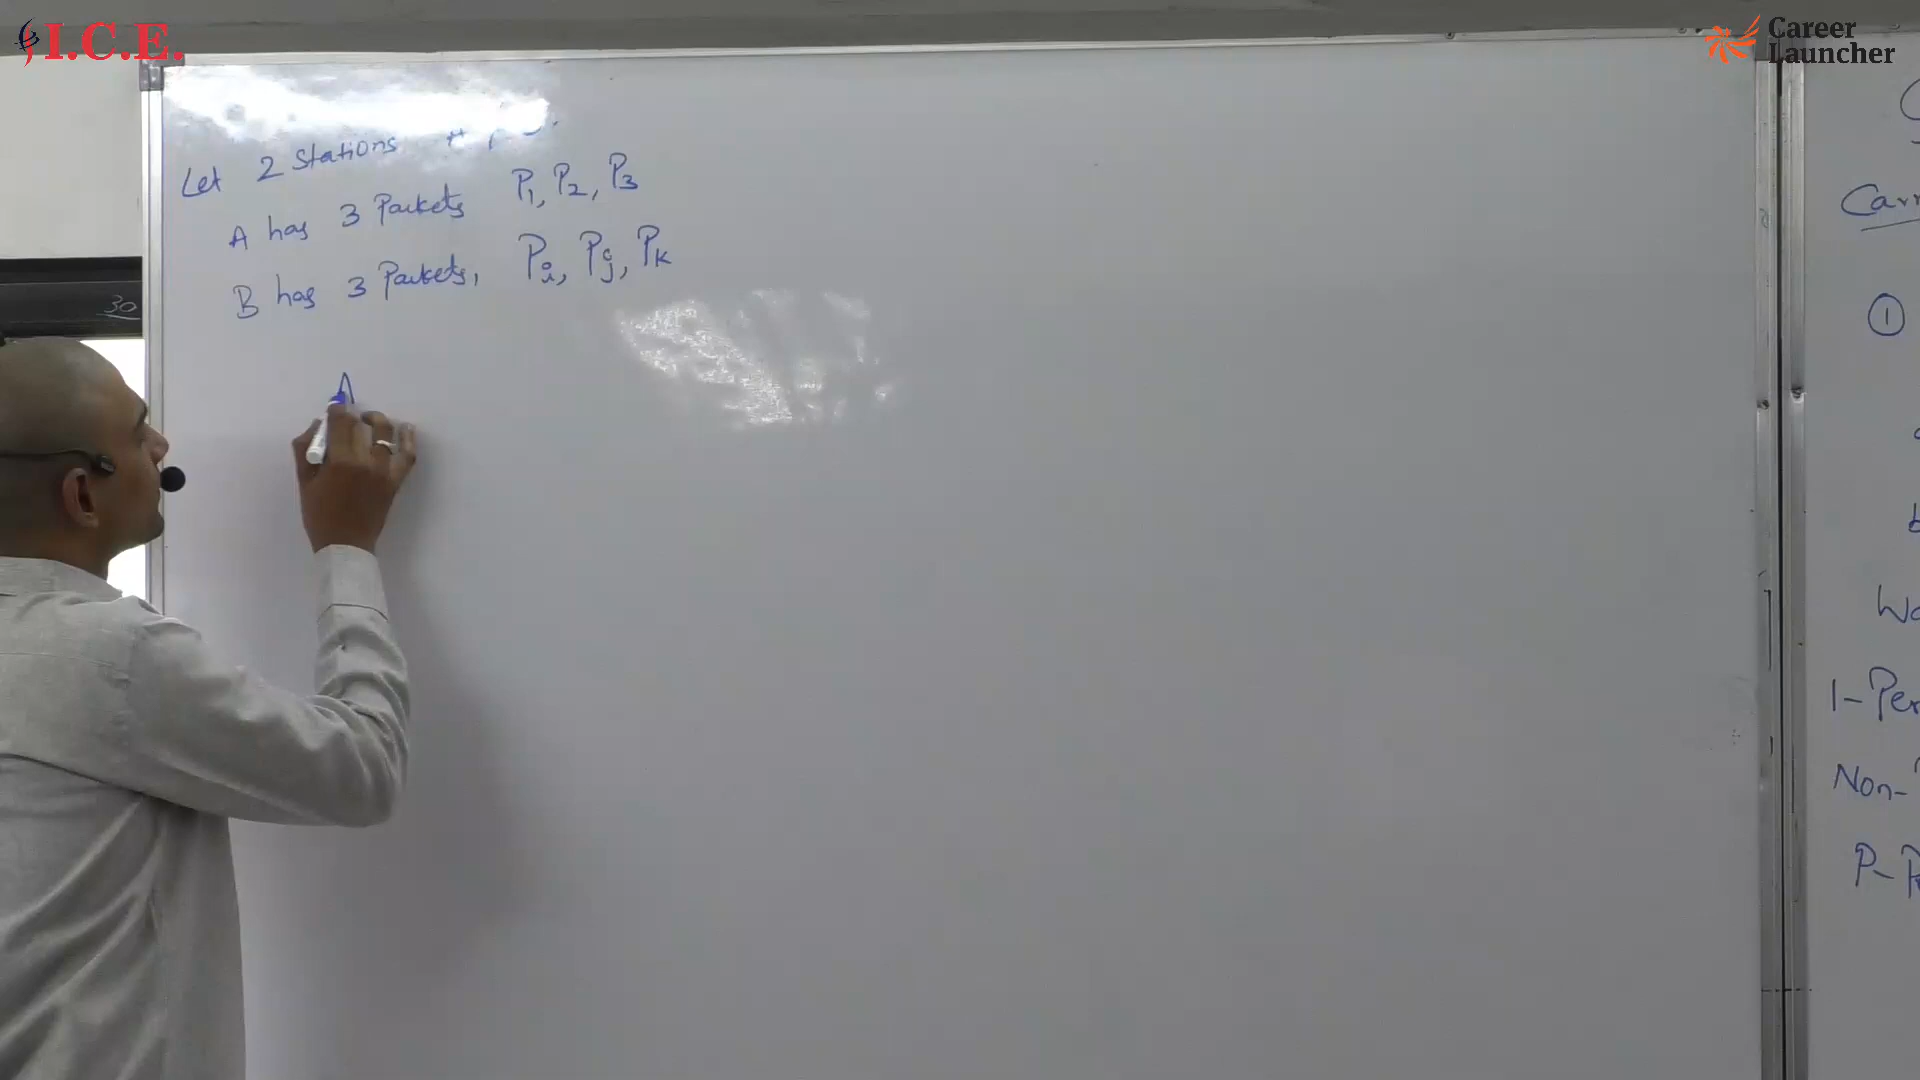 I.C.E.
Career
Launcher
Let 2 Stations
A has 3 Packets P1, P2, P3
B has 3 Packets, Pi, Pj, Pk
A
30
1
1-Per
Non-
P-P